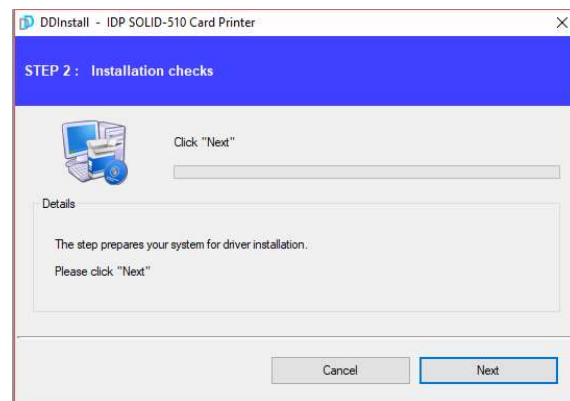 DDInstall - IDP SOLID-510 Card Printer
STEP 2 : Installation checks
Click "Next"
Details
The step prepares your system for driver installation.
Please click "Next"
Cancel
Next